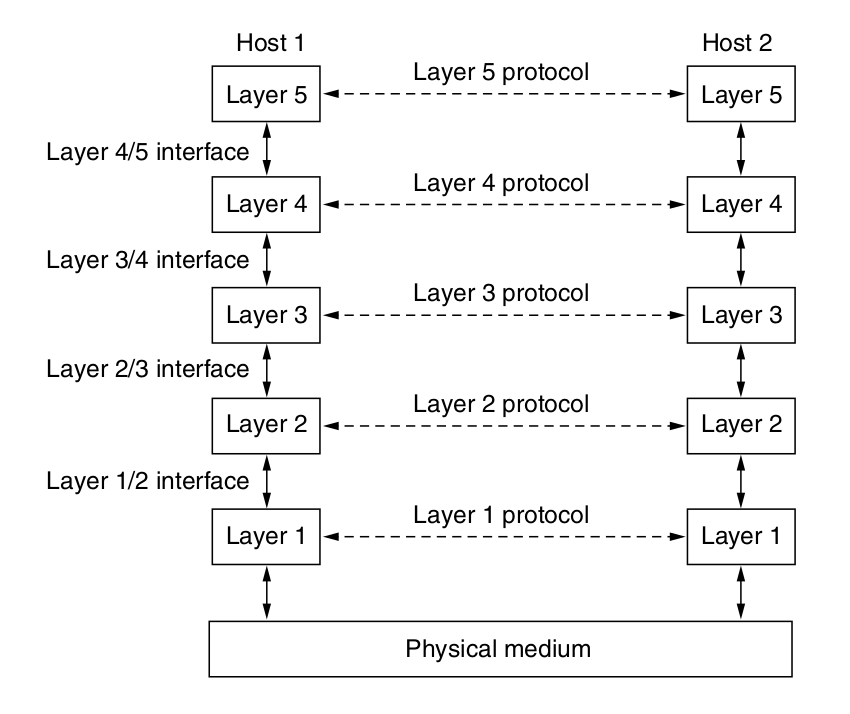 Host 1
Host 2
Layer 5 protocol
Layer 5
Layer 5
Layer 4/5 interface
Layer 4 protocol
Layer 4
Layer 4
Layer 3/4 interface
Layer 3 protocol
Layer 3
Layer 3
Layer 2/3 interface
Layer 2 protocol
Layer 2
Layer 2
Layer 1/2 interface
Layer 1 protocol
Layer 1
Layer 1
Physical medium